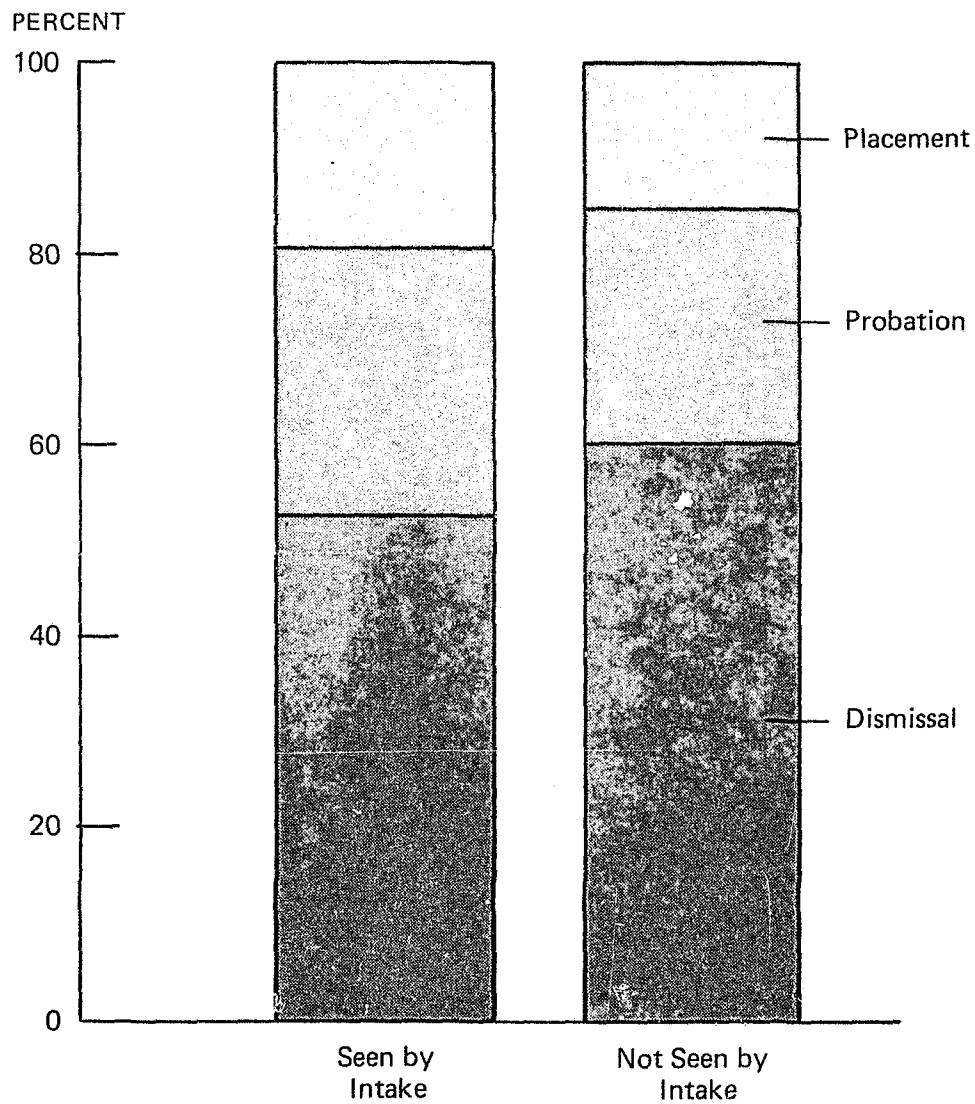 PERCENT
100
80
60
40
20
0
Placement
Probation
Dismissal
Seen by
Intake
Not Seen by
Intake